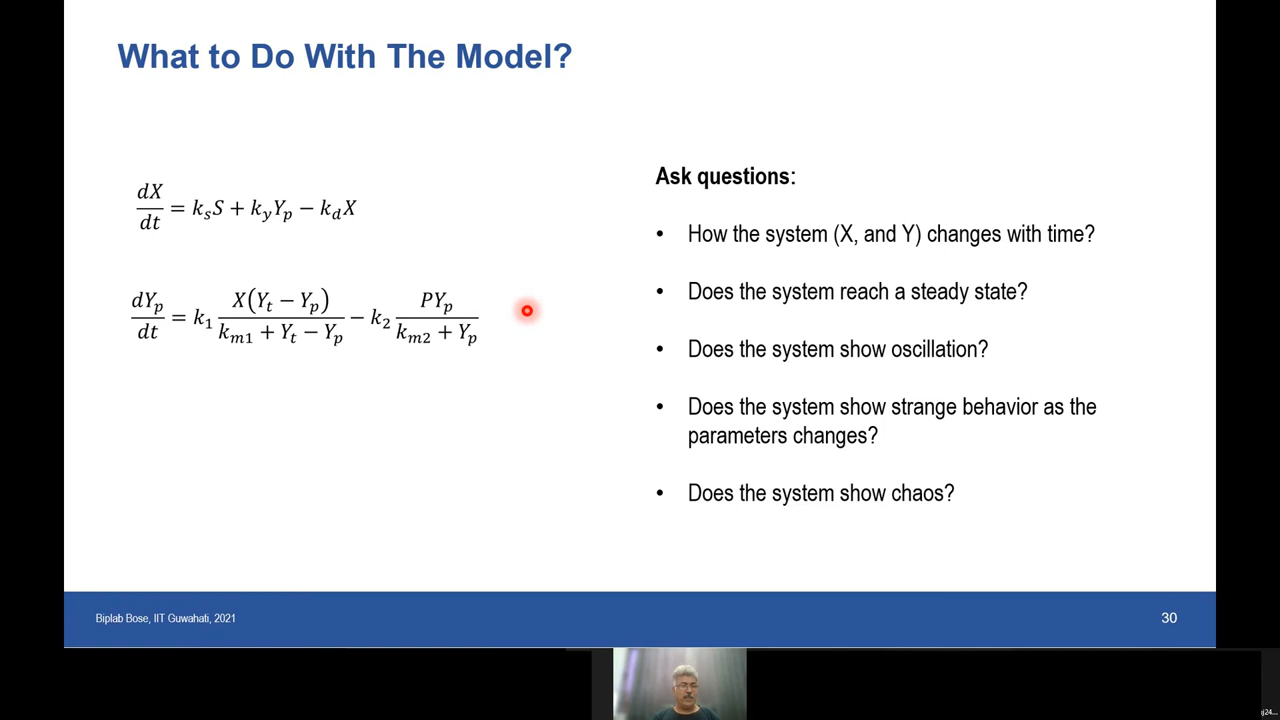 What to Do With The Model?
dX/dt = k_s S + k_y Y_p − k_d X
dY_p/dt = k_1 X(Y_t − Y_p)/(k_m1 + Y_t − Y_p) − k_2 PY_p/(k_m2 + Y_p)
Ask questions:
• How the system (X, and Y) changes with time?
• Does the system reach a steady state?
• Does the system show oscillation?
• Does the system show strange behavior as the
parameters changes?
• Does the system show chaos?
Biplab Bose, IIT Guwahati, 2021
30